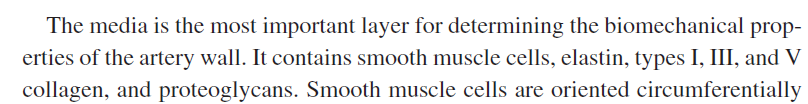 The media is the most important layer for determining the biomechanical prop-
erties of the artery wall. It contains smooth muscle cells, elastin, types I, III, and V
collagen, and proteoglycans. Smooth muscle cells are oriented circumferentially